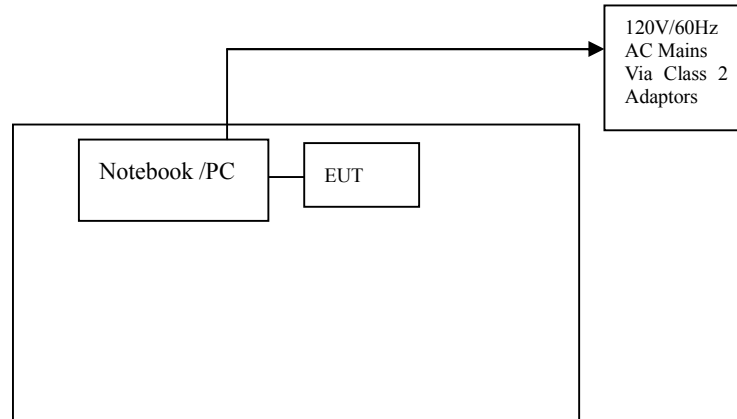 120V/60Hz
AC Mains
Via Class 2
Adaptors
Notebook /PC
EUT